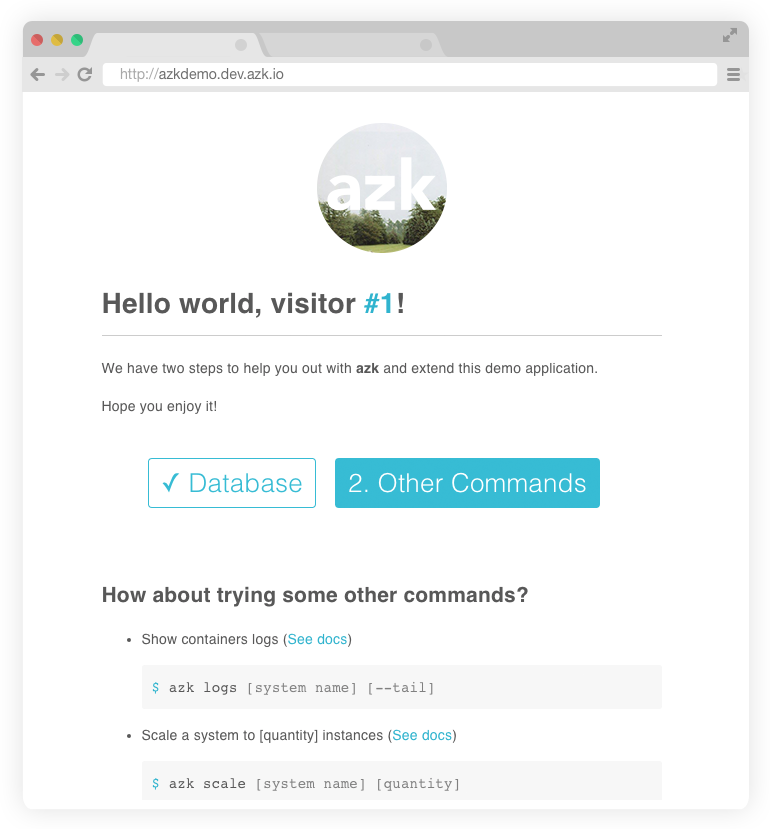 http://azkdemo.dev.azk.io
azk
Hello world, visitor #1!
We have two steps to help you out with azk and extend this demo application.
Hope you enjoy it!
✓ Database
2. Other Commands
How about trying some other commands?
• Show containers logs (See docs)
$ azk logs [system name] [--tail]
• Scale a system to [quantity] instances (See docs)
$ azk scale [system name] [quantity]